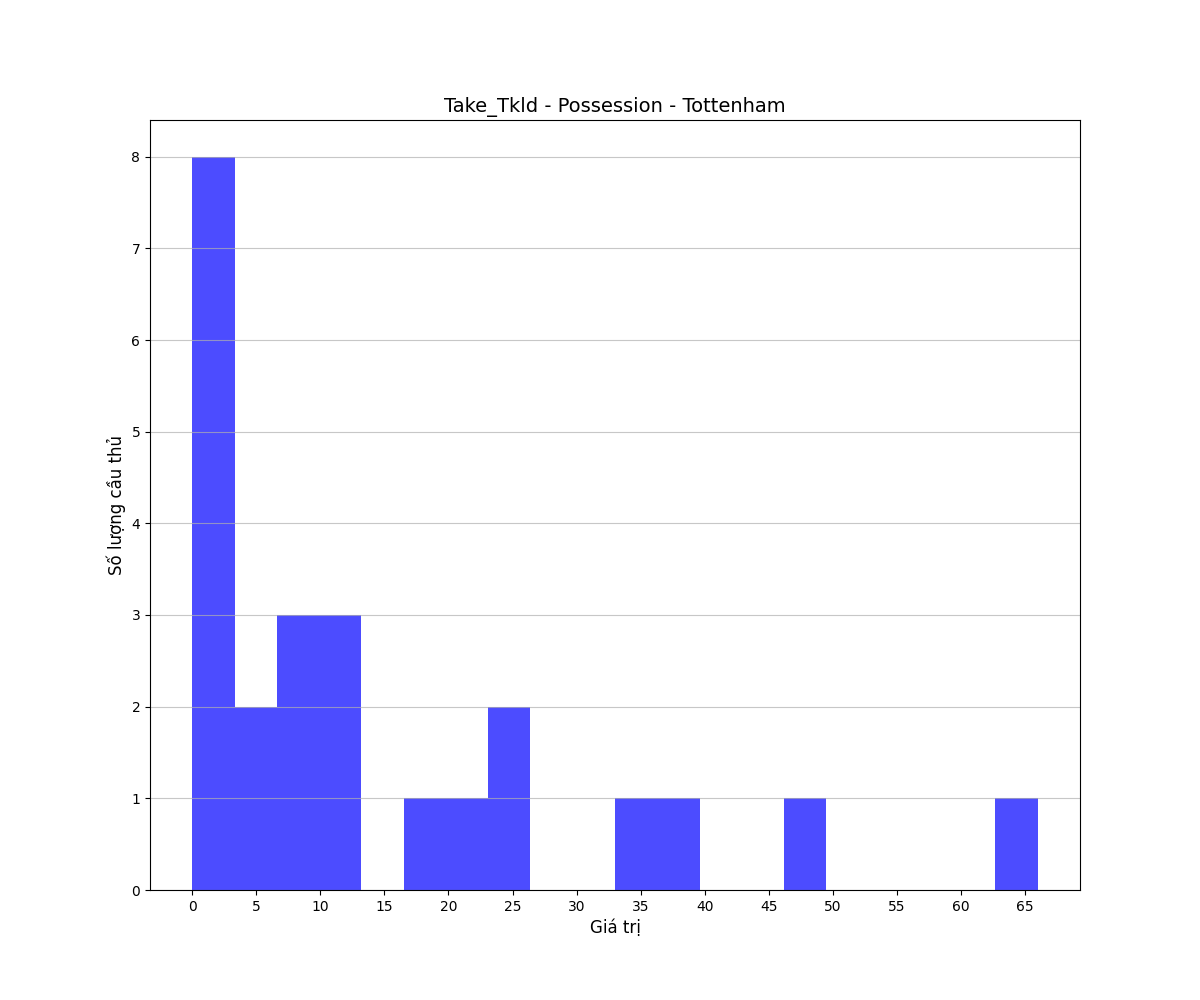 Take_Tkld - Possession - Tottenham
8
7
6
5
4
3
2
1
0
Số lượng cầu thủ
0 5 10 15 20 25 30 35 40 45 50 55 60 65
Giá trị